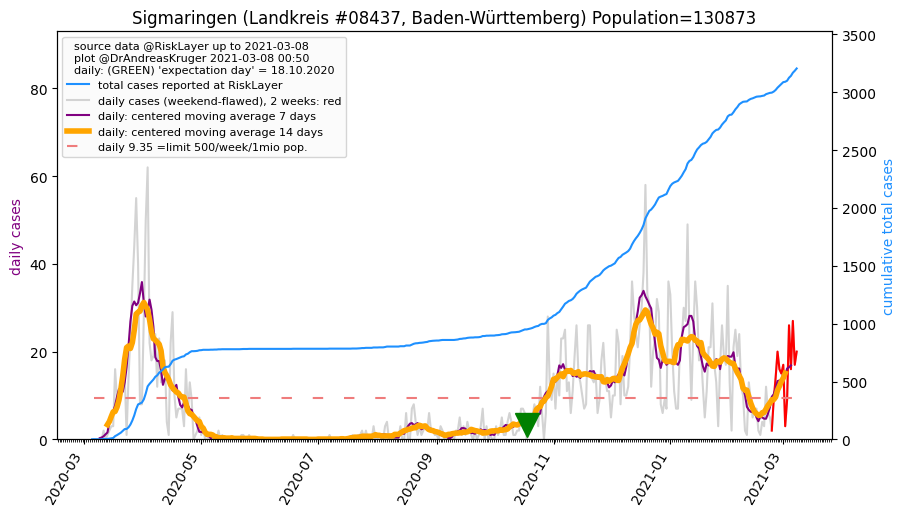 Sigmaringen (Landkreis #08437, Baden-Württemberg) Population=130873
source data @RiskLayer up to 2021-03-08
plot @DrAndreasKruger 2021-03-08 00:50
daily: (GREEN) 'expectation day' = 18.10.2020
total cases reported at RiskLayer
daily cases (weekend-flawed), 2 weeks: red
daily: centered moving average 7 days
daily: centered moving average 14 days
daily 9.35 =limit 500/week/1mio pop.
daily cases
80
60
40
20
0
cumulative total cases
3500
3000
2500
2000
1500
1000
500
0
2020-03
2020-05
2020-07
2020-09
2020-11
2021-01
2021-03